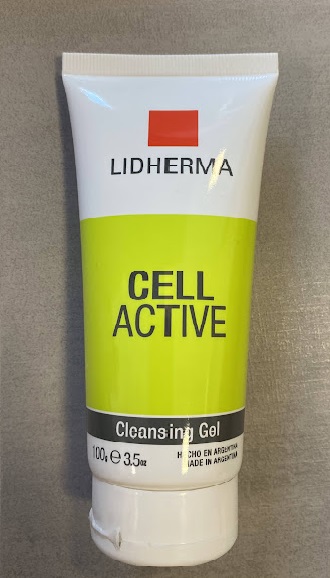 LIDHERMA
CELL
ACTIVE
Cleansing Gel
100g e 3.5oz
HECHO EN ARGENTINA
MADE IN ARGENTINA